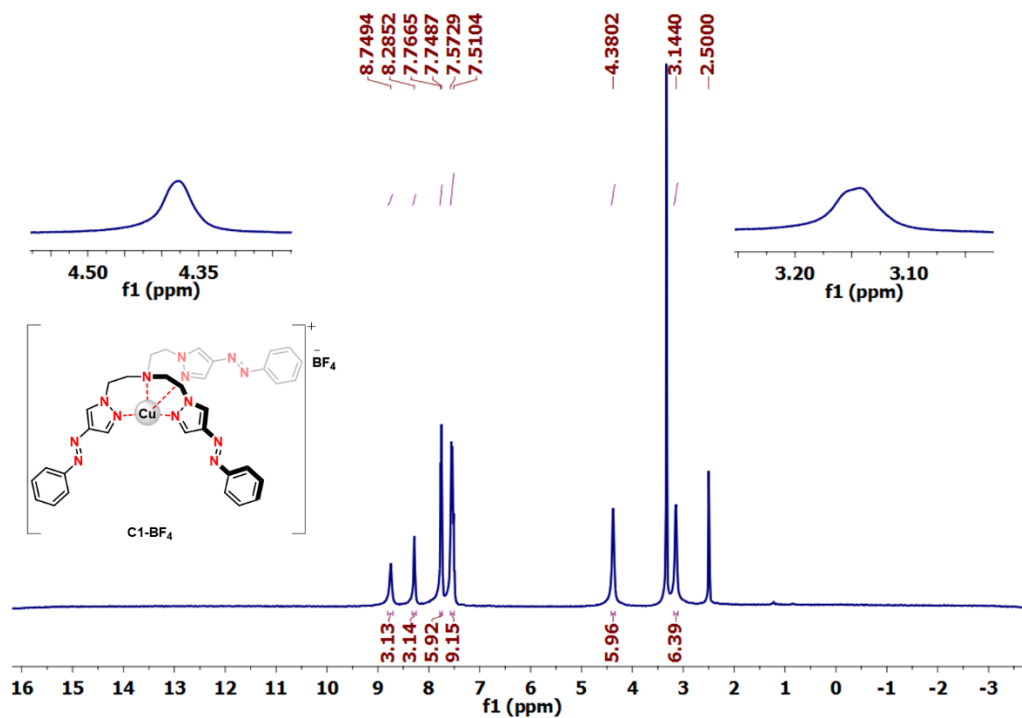 8.7494
8.2852
7.7665
7.7487
7.5729
7.5104
4.3802
3.1440
2.5000
4.50 4.35
f1 (ppm)
3.20 3.10
f1 (ppm)
+
BF4
−
N N N N N
N Cu N N N
N N N
N N N
C1-BF4
3.13
3.14
5.92
9.15
5.96
6.39
16 15 14 13 12 11 10 9 8 7 6 5 4 3 2 1 0 -1 -2 -3
f1 (ppm)